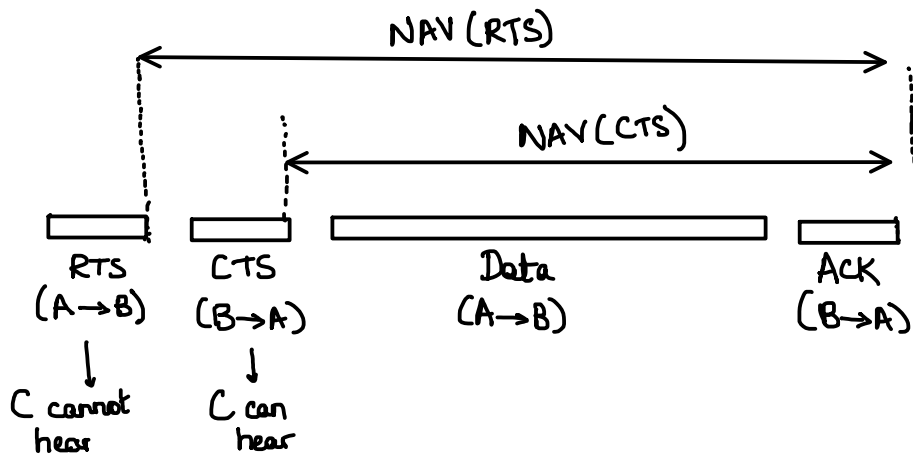 NAV(RTS)
NAV(CTS)
RTS
(A→B)
CTS
(B→A)
Data
(A→B)
ACK
(B→A)
C cannot
hear
C can
hear